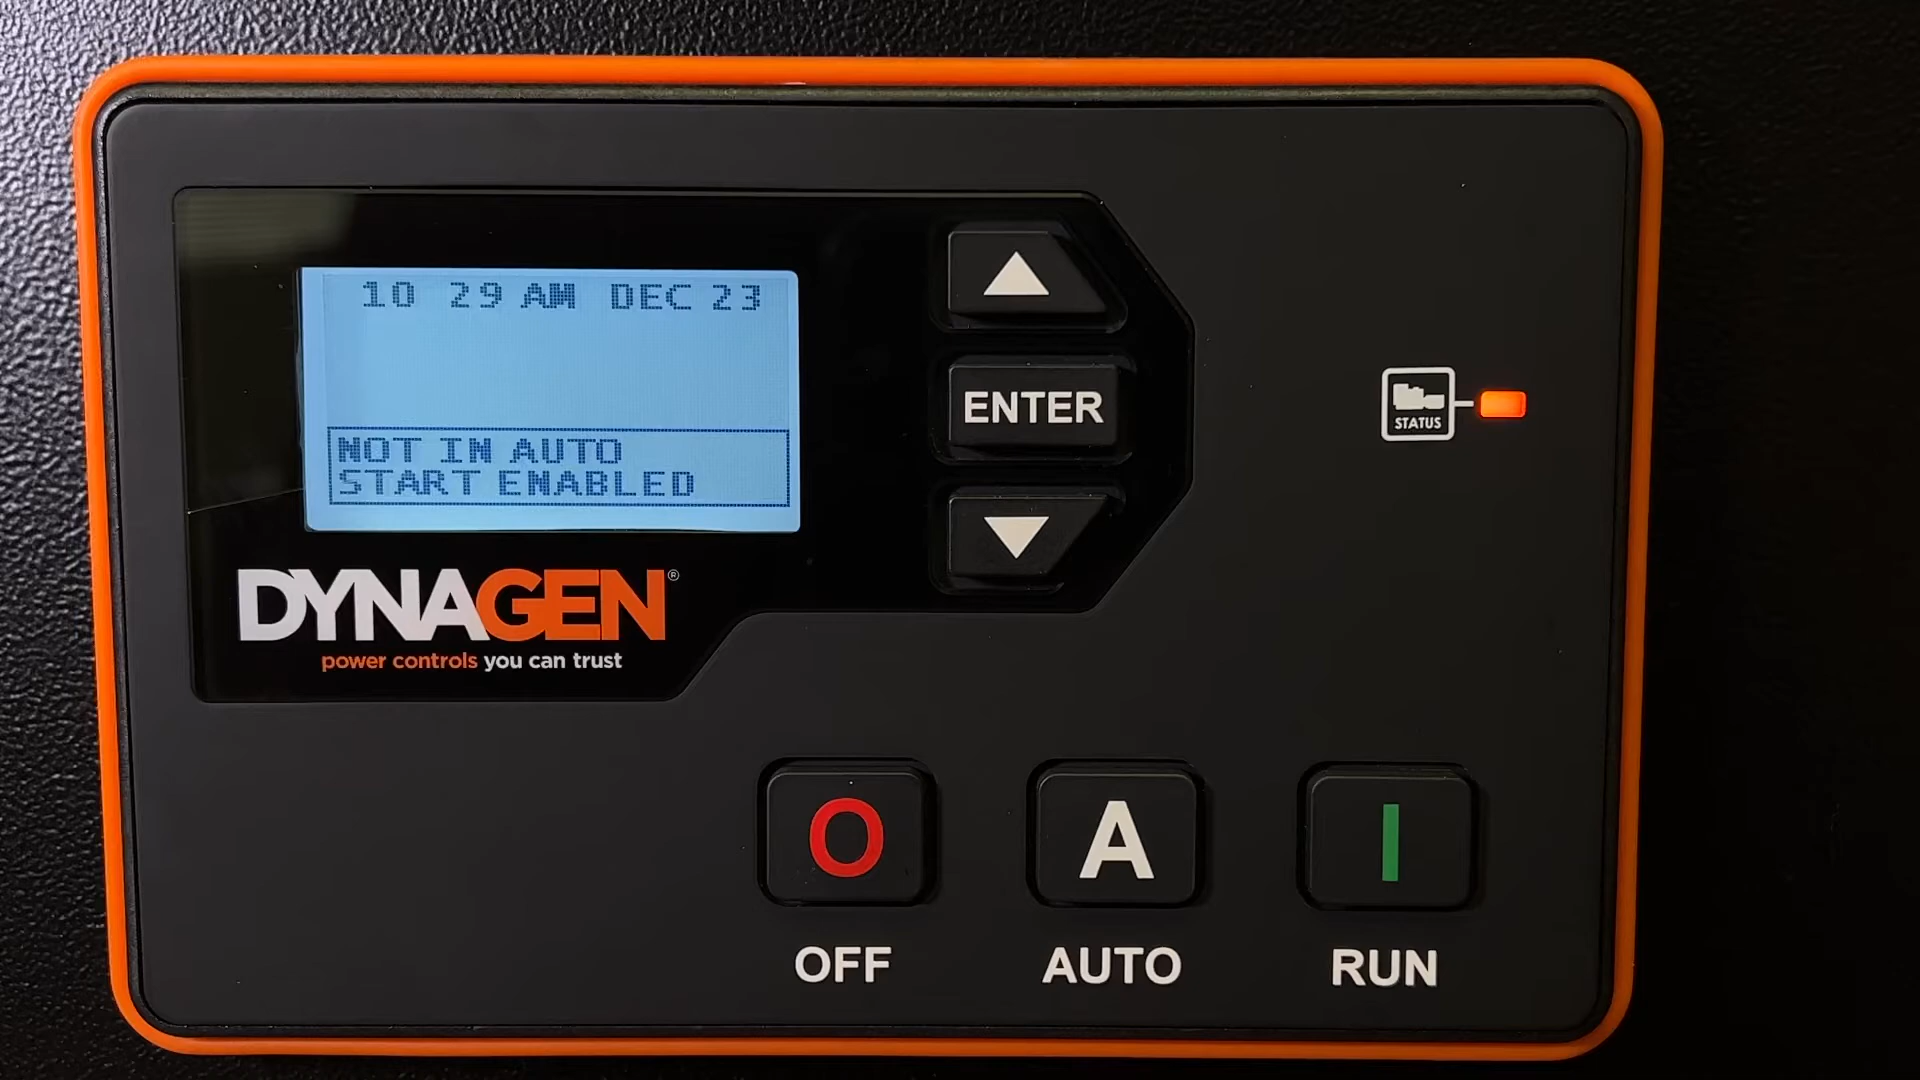 10 29 AM DEC 23
NOT IN AUTO
START ENABLED
ENTER
STATUS
DYNAGEN®
power controls you can trust
O
A
I
OFF
AUTO
RUN